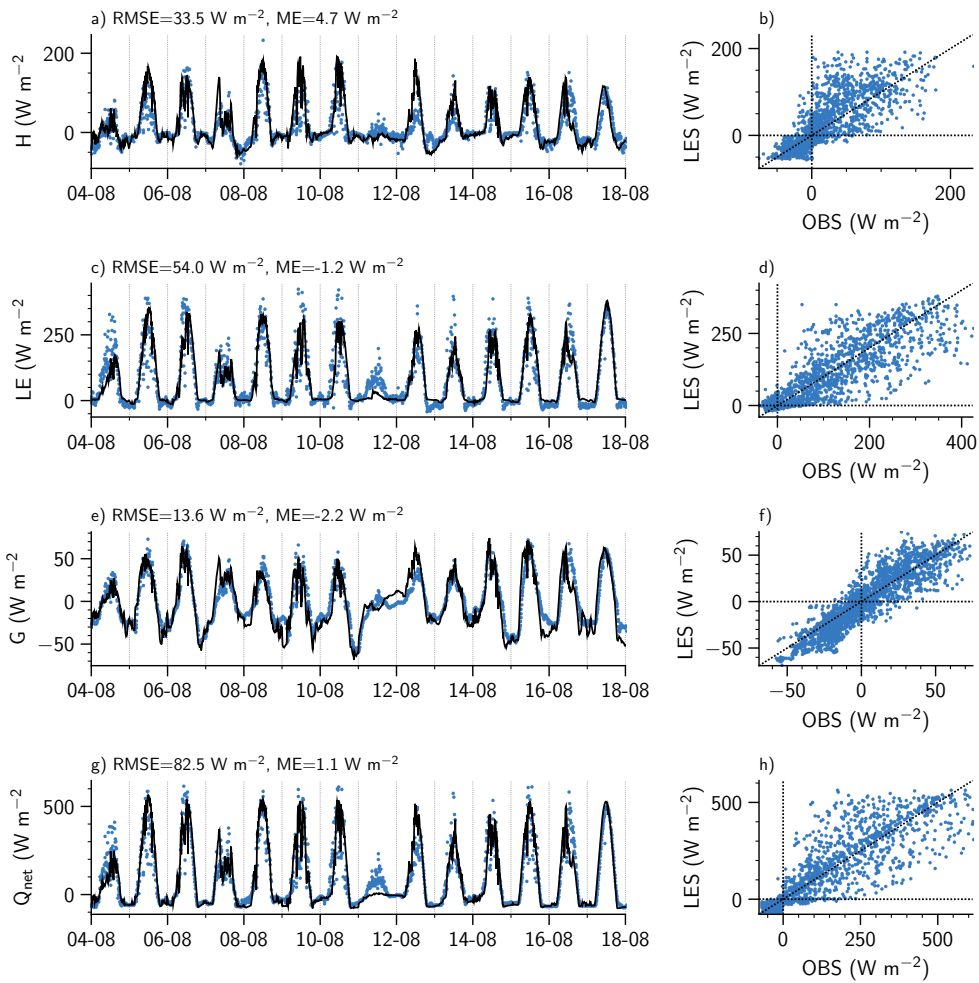 a) RMSE=33.5 W m⁻², ME=4.7 W m⁻²
H (W m⁻²)
200
0
04-08 06-08 08-08 10-08 12-08 14-08 16-08 18-08
b)
LES (W m⁻²)
200
0
0 200
OBS (W m⁻²)
c) RMSE=54.0 W m⁻², ME=-1.2 W m⁻²
LE (W m⁻²)
250
0
04-08 06-08 08-08 10-08 12-08 14-08 16-08 18-08
d)
LES (W m⁻²)
250
0
0 200 400
OBS (W m⁻²)
e) RMSE=13.6 W m⁻², ME=-2.2 W m⁻²
G (W m⁻²)
50
0
−50
04-08 06-08 08-08 10-08 12-08 14-08 16-08 18-08
f)
LES (W m⁻²)
50
0
−50
−50 0 50
OBS (W m⁻²)
g) RMSE=82.5 W m⁻², ME=1.1 W m⁻²
Qnet (W m⁻²)
500
0
04-08 06-08 08-08 10-08 12-08 14-08 16-08 18-08
h)
LES (W m⁻²)
500
0
0 250 500
OBS (W m⁻²)